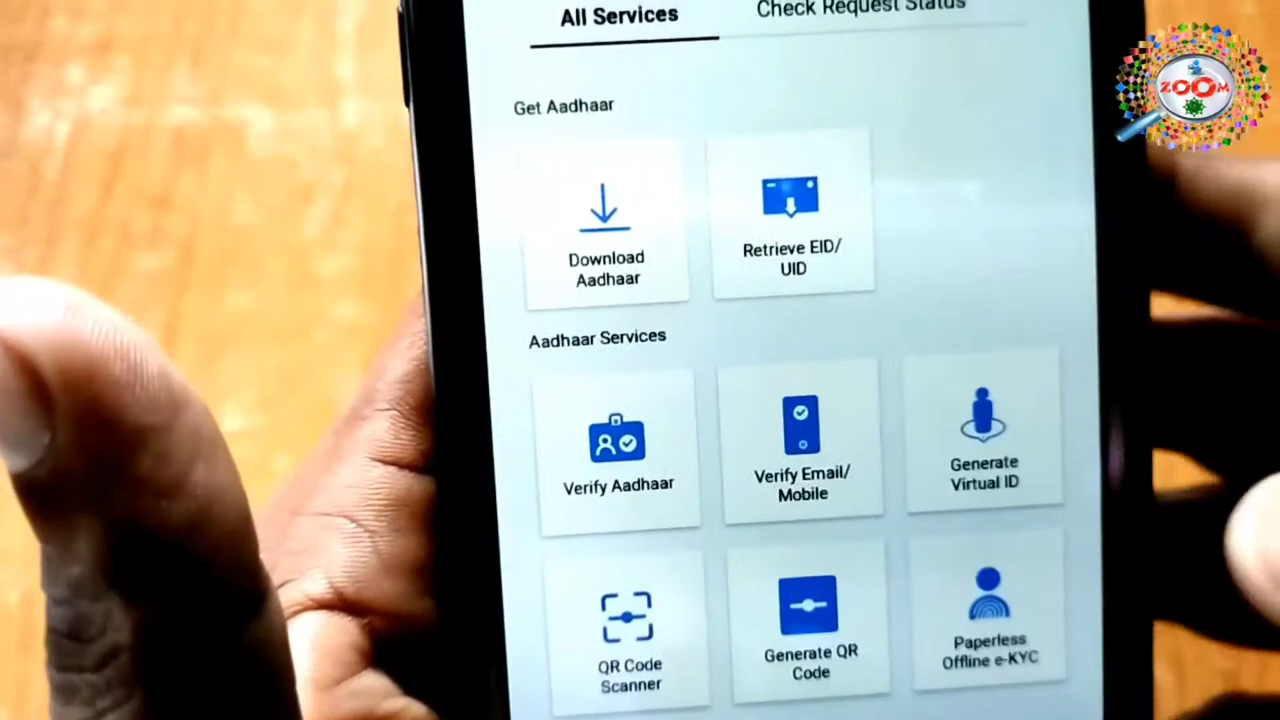 All Services
Check Request Status
ZOOM
Get Aadhaar
Download
Aadhaar
Retrieve EID/
UID
Aadhaar Services
Verify Aadhaar
Verify Email/
Mobile
Generate
Virtual ID
QR Code
Scanner
Generate QR
Code
Paperless
Offline e-KYC